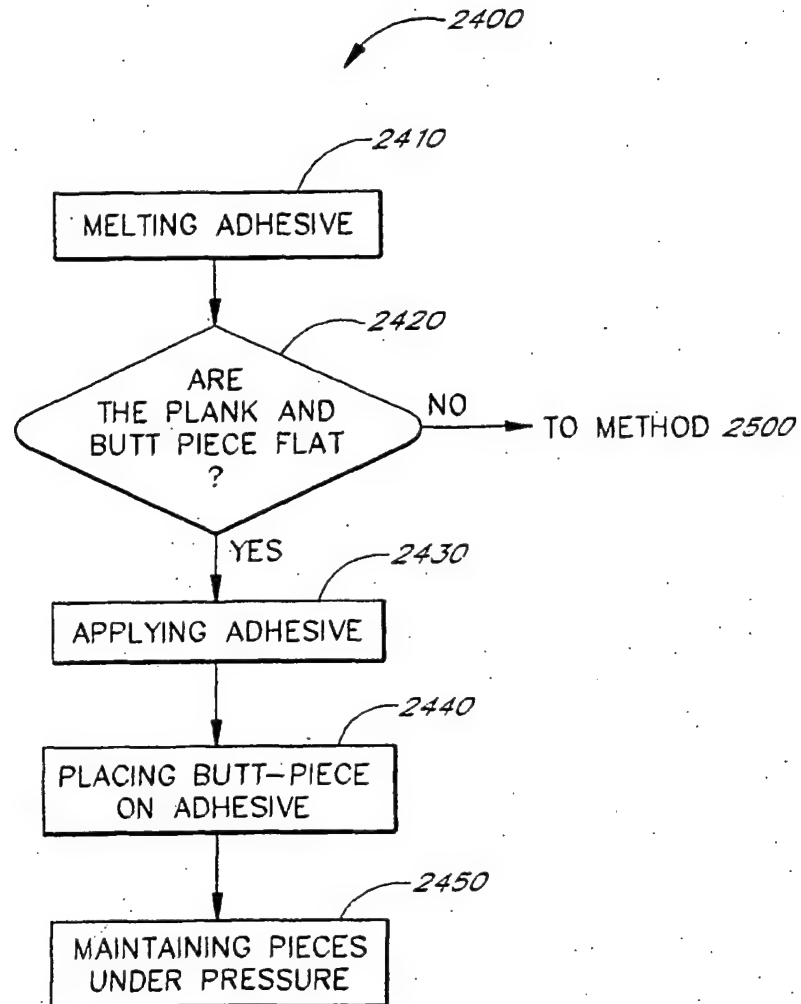 2400
2410
MELTING ADHESIVE
2420
ARE
THE PLANK AND
BUTT PIECE FLAT
?
NO
TO METHOD 2500
YES
2430
APPLYING ADHESIVE
2440
PLACING BUTT-PIECE
ON ADHESIVE
2450
MAINTAINING PIECES
UNDER PRESSURE